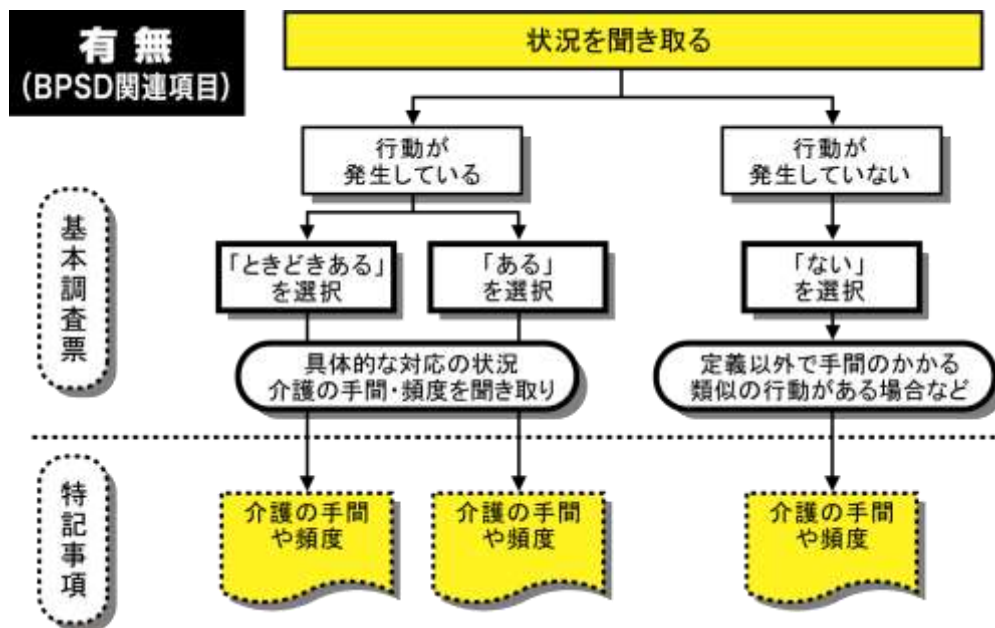 有無
(BPSD関連項目)
状況を聞き取る
行動が
発生している
行動が
発生していない
基本調査票
「ときどきある」
を選択
「ある」
を選択
「ない」
を選択
具体的な対応の状況
介護の手間・頻度を聞き取り
定義以外で手間のかかる
類似の行動がある場合など
特記事項
介護の手間
や頻度
介護の手間
や頻度
介護の手間
や頻度